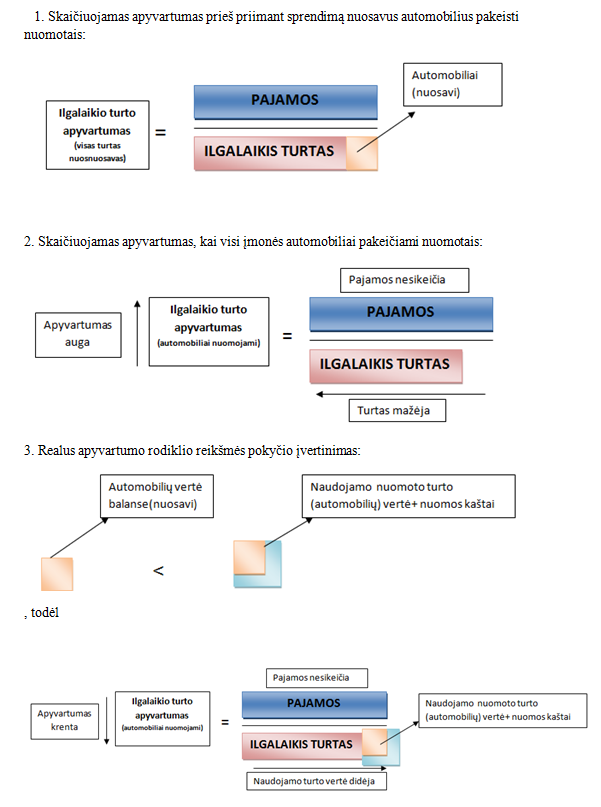 1. Skaičiuojamas apyvartumas prieš priimant sprendimą nuosavus automobilius pakeisti
nuomotais:
Automobiliai
(nuosavi)
Ilgalaikio turto
apyvartumas
(visas turtas
nuosnuosavas)
=
PAJAMOS
ILGALAIKIS TURTAS
2. Skaičiuojamas apyvartumas, kai visi įmonės automobiliai pakeičiami nuomotais:
Pajamos nesikeičia
Apyvartumas
auga
Ilgalaikio turto
apyvartumas
(automobiliai nuomojami)
=
PAJAMOS
ILGALAIKIS TURTAS
Turtas mažėja
3. Realus apyvartumo rodiklio reikšmės pokyčio įvertinimas:
Automobilių vertė
balanse(nuosavi)
Naudojamo nuomoto turto
(automobilių) vertė+ nuomos kaštai
<
, todėl
Pajamos nesikeičia
Apyvartumas
krenta
Ilgalaikio turto
apyvartumas
(automobiliai nuomojami)
=
PAJAMOS
ILGALAIKIS TURTAS
Naudojamo nuomoto turto
(automobilių) vertė+ nuomos kaštai
Naudojamo turto vertė didėja